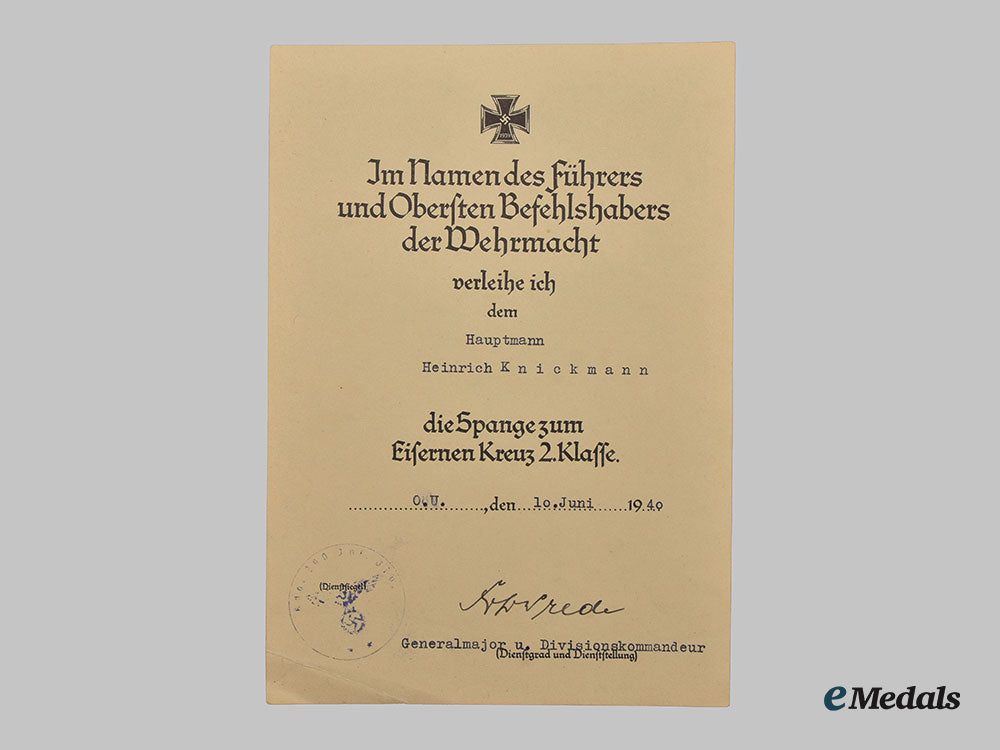 Im Namen des Führers
und Oberſten Befehlshabers
der Wehrmacht
verleihe ich
dem
Hauptmann
Heinrich K n i c k m a n n
die Spange zum
Eiſernen Kreuz 2. Klaſſe.
O.U. , den 10.Juni 1940
(Dienſtſiegel)
Generalmajor u. Divisionskommandeur
(Dienſtgrad und Dienſtſtellung)
eMedals